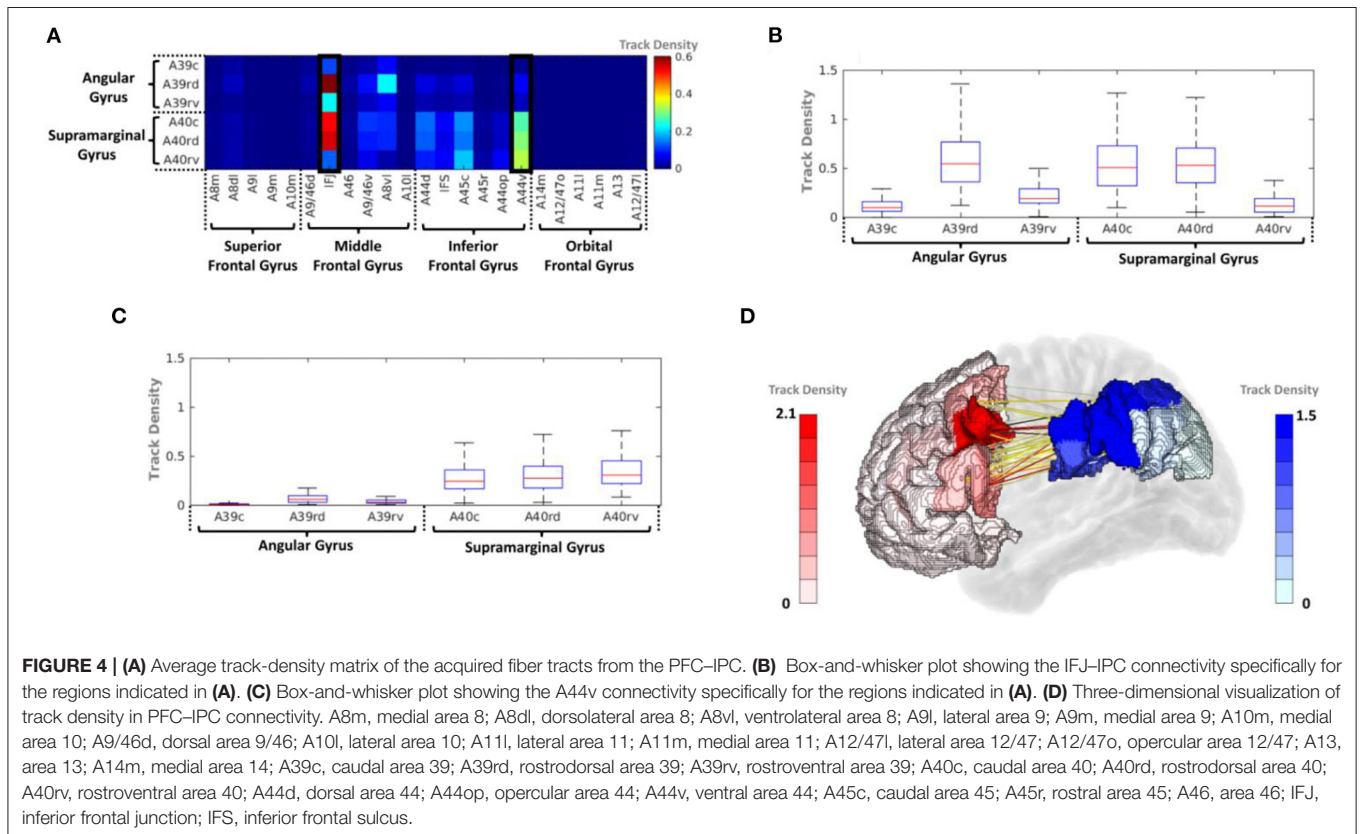 A
Track Density
0.6
0.4
0.2
0
Angular
Gyrus
Supramarginal
Gyrus
A39c
A39rd
A39rv
A40c
A40rd
A40rv
A8m
A8dl
A9l
A9m
A10m
A9/46d
IFJ
A46
A9/46v
A8vl
A10l
A44d
IFS
A45c
A45r
A44op
A44v
A14m
A12/47o
A11l
A11m
A13
A12/47l
Superior
Frontal Gyrus
Middle
Frontal Gyrus
Inferior
Frontal Gyrus
Orbital
Frontal Gyrus
B
Track Density
1.5
1
0.5
0
A39c A39rd A39rv A40c A40rd A40rv
Angular Gyrus Supramarginal Gyrus
C
Track Density
1.5
1
0.5
0
A39c A39rd A39rv A40c A40rd A40rv
Angular Gyrus Supramarginal Gyrus
D
Track Density
2.1
0
Track Density
1.5
0
FIGURE 4 | (A) Average track-density matrix of the acquired fiber tracts from the PFC–IPC. (B) Box-and-whisker plot showing the IFJ–IPC connectivity specifically for
the regions indicated in (A). (C) Box-and-whisker plot showing the A44v connectivity specifically for the regions indicated in (A). (D) Three-dimensional visualization of
track density in PFC–IPC connectivity. A8m, medial area 8; A8dl, dorsolateral area 8; A8vl, ventrolateral area 8; A9l, lateral area 9; A9m, medial area 9; A10m, medial
area 10; A9/46d, dorsal area 9/46; A10l, lateral area 10; A11l, lateral area 11; A11m, medial area 11; A12/47l, lateral area 12/47; A12/47o, opercular area 12/47; A13,
area 13; A14m, medial area 14; A39c, caudal area 39; A39rd, rostrodorsal area 39; A39rv, rostroventral area 39; A40c, caudal area 40; A40rd, rostrodorsal area 40;
A40rv, rostroventral area 40; A44d, dorsal area 44; A44op, opercular area 44; A44v, ventral area 44; A45c, caudal area 45; A45r, rostral area 45; A46, area 46; IFJ,
inferior frontal junction; IFS, inferior frontal sulcus.